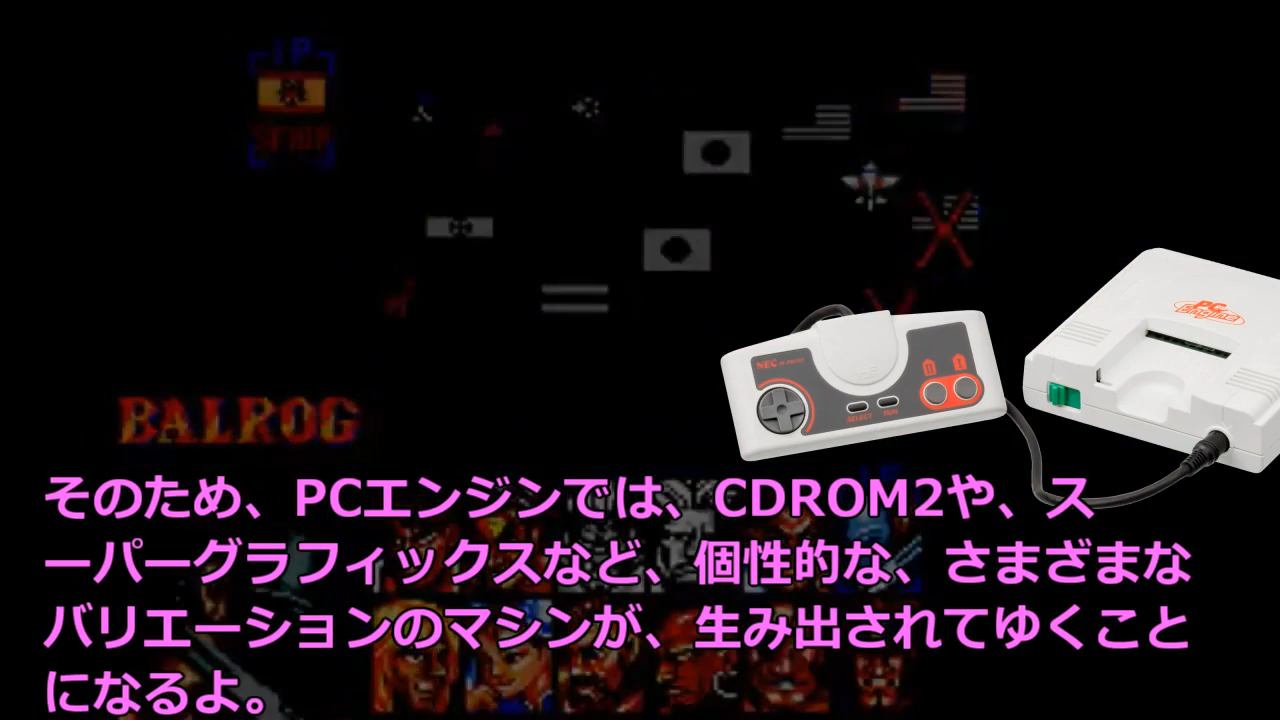 1P
BALROG
PC Engine
NEC
SELECT
RUN
II
I
そのため、PCエンジンでは、CDROM2や、ス
ーパーグラフィックスなど、個性的な、さまざまな
バリエーションのマシンが、生み出されてゆくこと
になるよ。